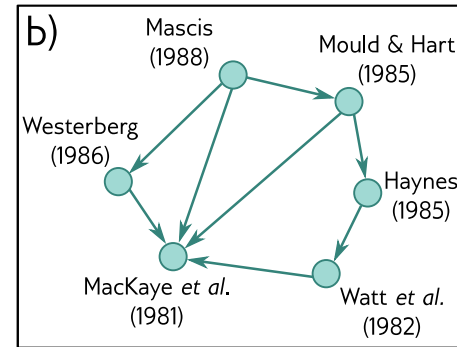 b)
Mascis
(1988)
Mould & Hart
(1985)
Westerberg
(1986)
Haynes
(1985)
MacKaye et al.
(1981)
Watt et al.
(1982)